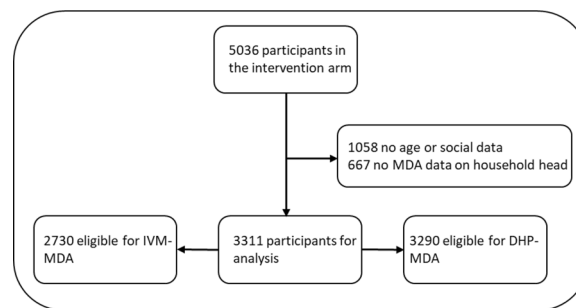 5036 participants in
the intervention arm
1058 no age or social data
667 no MDA data on household head
2730 eligible for IVM-
MDA
3311 participants for
analysis
3290 eligible for DHP-
MDA